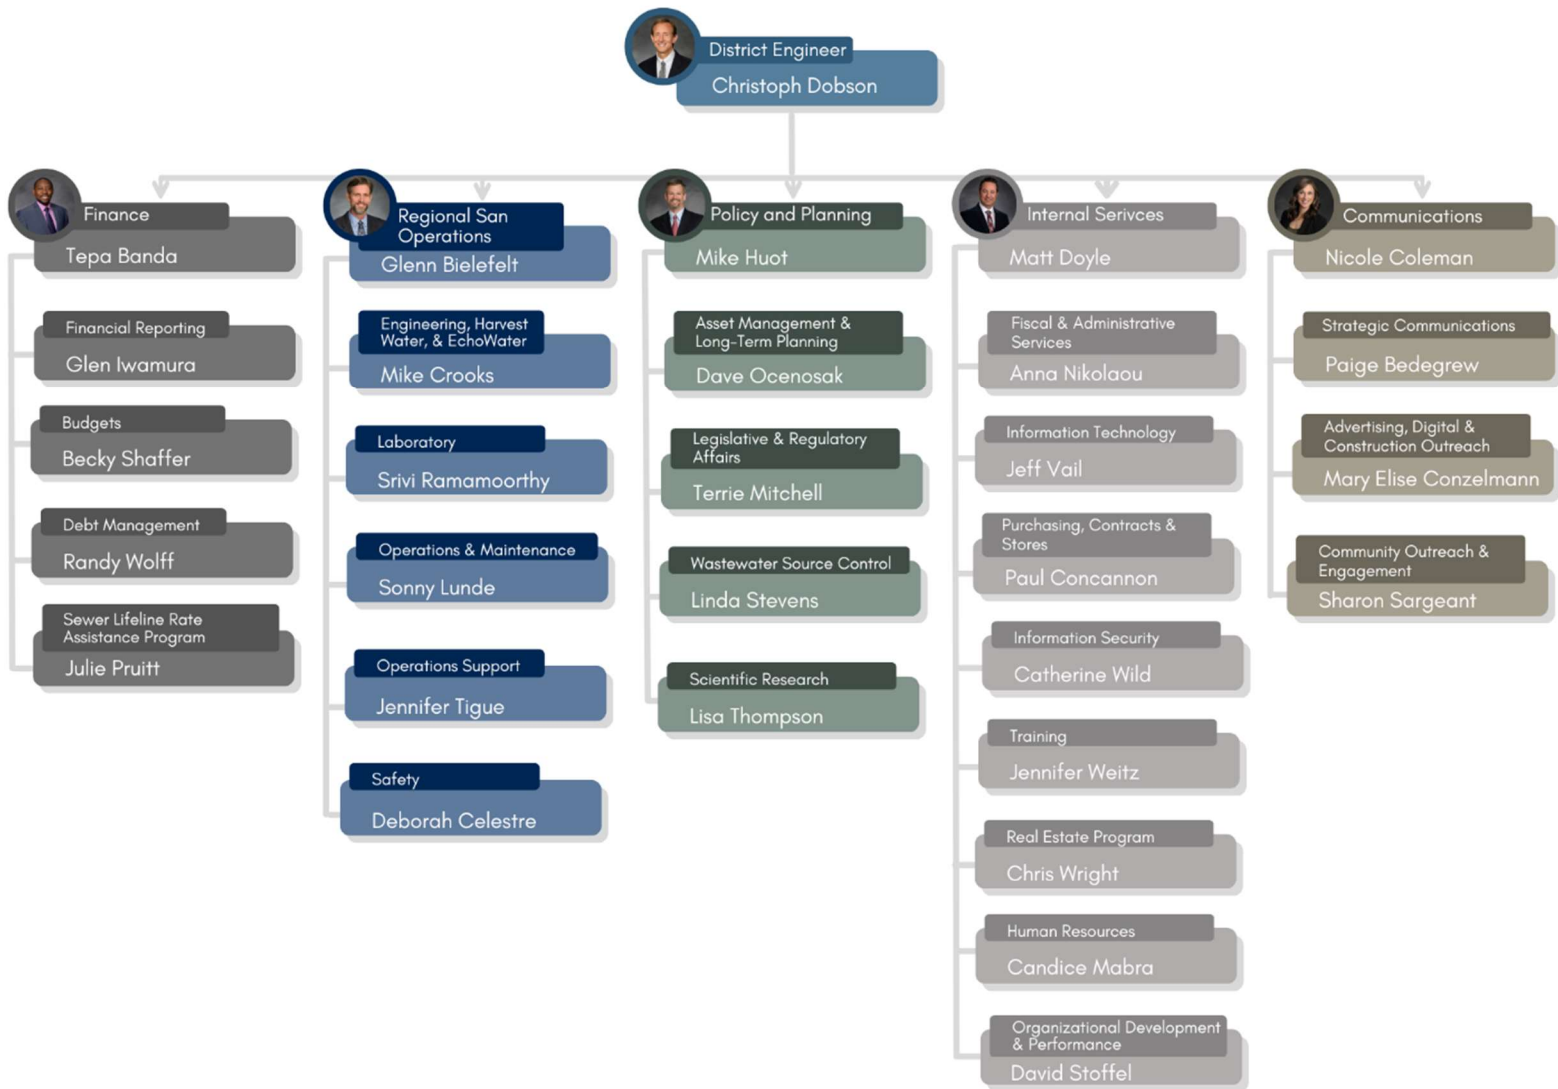 District Engineer
Christoph Dobson
Finance
Tepa Banda
Financial Reporting
Glen Iwamura
Budgets
Becky Shaffer
Debt Management
Randy Wolff
Sewer Lifeline Rate
Assistance Program
Julie Pruitt
Regional San
Operations
Glenn Bielefelt
Engineering, Harvest
Water, & EchoWater
Mike Crooks
Laboratory
Srivi Ramamoorthy
Operations & Maintenance
Sonny Lunde
Operations Support
Jennifer Tigue
Safety
Deborah Celestre
Policy and Planning
Mike Huot
Asset Management &
Long-Term Planning
Dave Ocenosak
Legislative & Regulatory
Affairs
Terrie Mitchell
Wastewater Source Control
Linda Stevens
Scientific Research
Lisa Thompson
Internal Serivces
Matt Doyle
Fiscal & Administrative
Services
Anna Nikolaou
Information Technology
Jeff Vail
Purchasing, Contracts &
Stores
Paul Concannon
Information Security
Catherine Wild
Training
Jennifer Weitz
Real Estate Program
Chris Wright
Human Resources
Candice Mabra
Organizational Development
& Performance
David Stoffel
Communications
Nicole Coleman
Strategic Communications
Paige Bedegrew
Advertising, Digital &
Construction Outreach
Mary Elise Conzelmann
Community Outreach &
Engagement
Sharon Sargeant